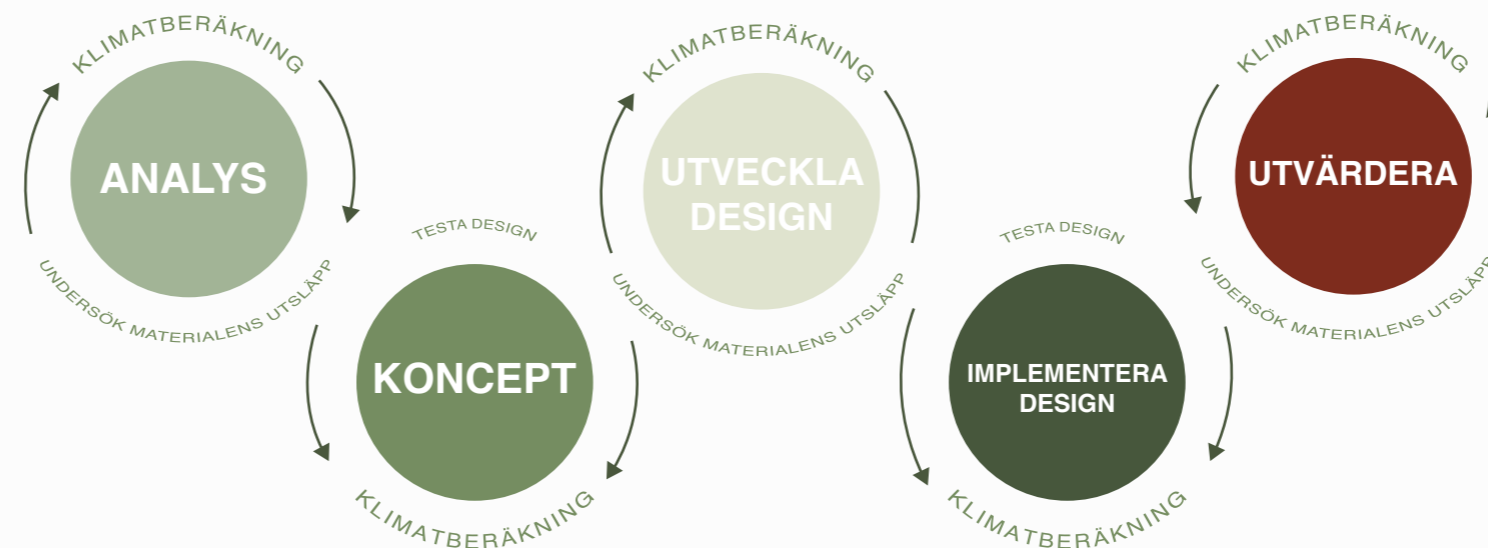 KLIMATBERÄKNING
ANALYS
UNDERSÖK MATERIALENS UTSLÄPP
TESTA DESIGN
KONCEPT
KLIMATBERÄKNING
KLIMATBERÄKNING
UTVECKLA
DESIGN
UNDERSÖK MATERIALENS UTSLÄPP
TESTA DESIGN
IMPLEMENTERA
DESIGN
KLIMATBERÄKNING
KLIMATBERÄKNING
UTVÄRDERA
UNDERSÖK MATERIALENS UTSLÄPP